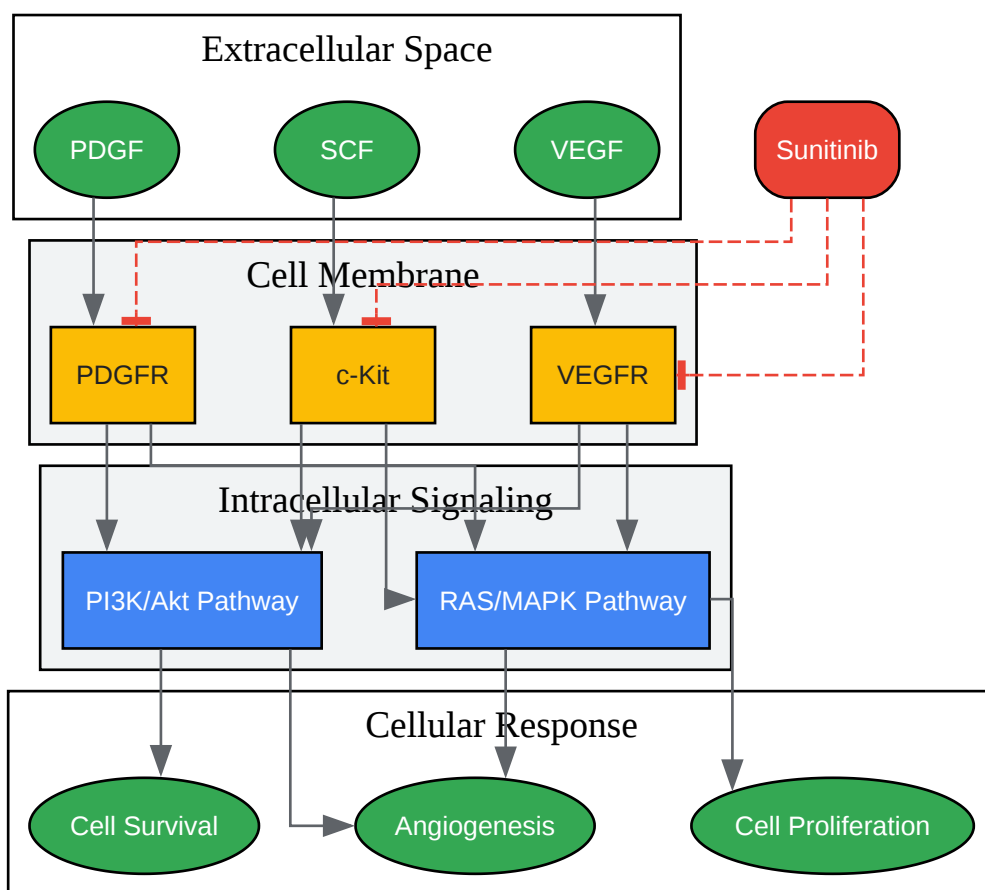 Extracellular Space
PDGF
SCF
VEGF
Sunitinib
Cell Membrane
PDGFR
c-Kit
VEGFR
Intracellular Signaling
PI3K/Akt Pathway
RAS/MAPK Pathway
Cellular Response
Cell Survival
Angiogenesis
Cell Proliferation